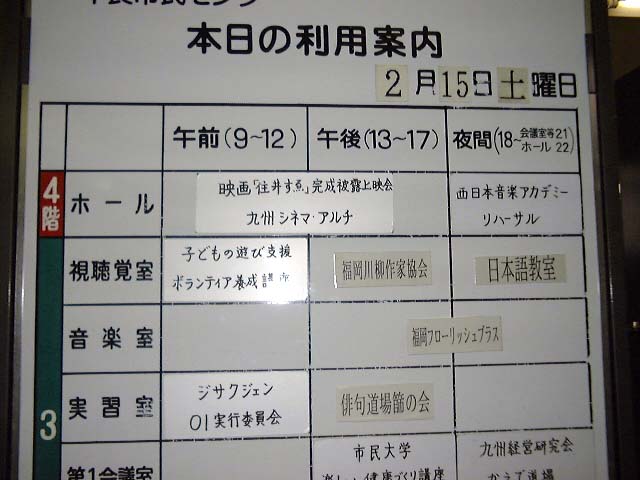 本日の利用案内
2月15日土曜日
午前(9~12) 午後(13~17) 夜間(18~会議室等21 ホール 22)
4階 ホール
映画「住井すゑ」完成被露上映会
九州シネマ・アルチ
西日本音楽アカデミー
リハーサル
視聴覚室
子どもの遊び支援
ボランティア養成講座
福岡川柳作家協会
日本語教室
音楽室
福岡フローリッシュブラス
3
実習室
ジサクジェン
01実行委員会
俳句道場節の会
第1会議室
市民大学
楽しい健康づくり講座
九州経営研究会
かえで道場